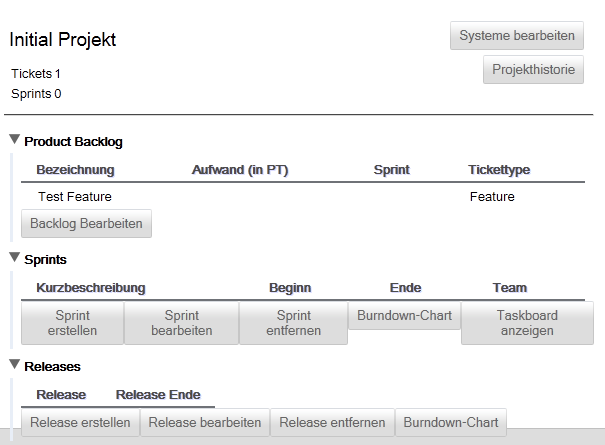 Initial Projekt
Systeme bearbeiten
Tickets 1
Projekthistorie
Sprints 0
Product Backlog
Bezeichnung Aufwand (in PT) Sprint Tickettype
Test Feature Feature
Backlog Bearbeiten
Sprints
Kurzbeschreibung Beginn Ende Team
Sprint erstellen Sprint bearbeiten Sprint entfernen Burndown-Chart Taskboard anzeigen
Releases
Release Release Ende
Release erstellen Release bearbeiten Release entfernen Burndown-Chart